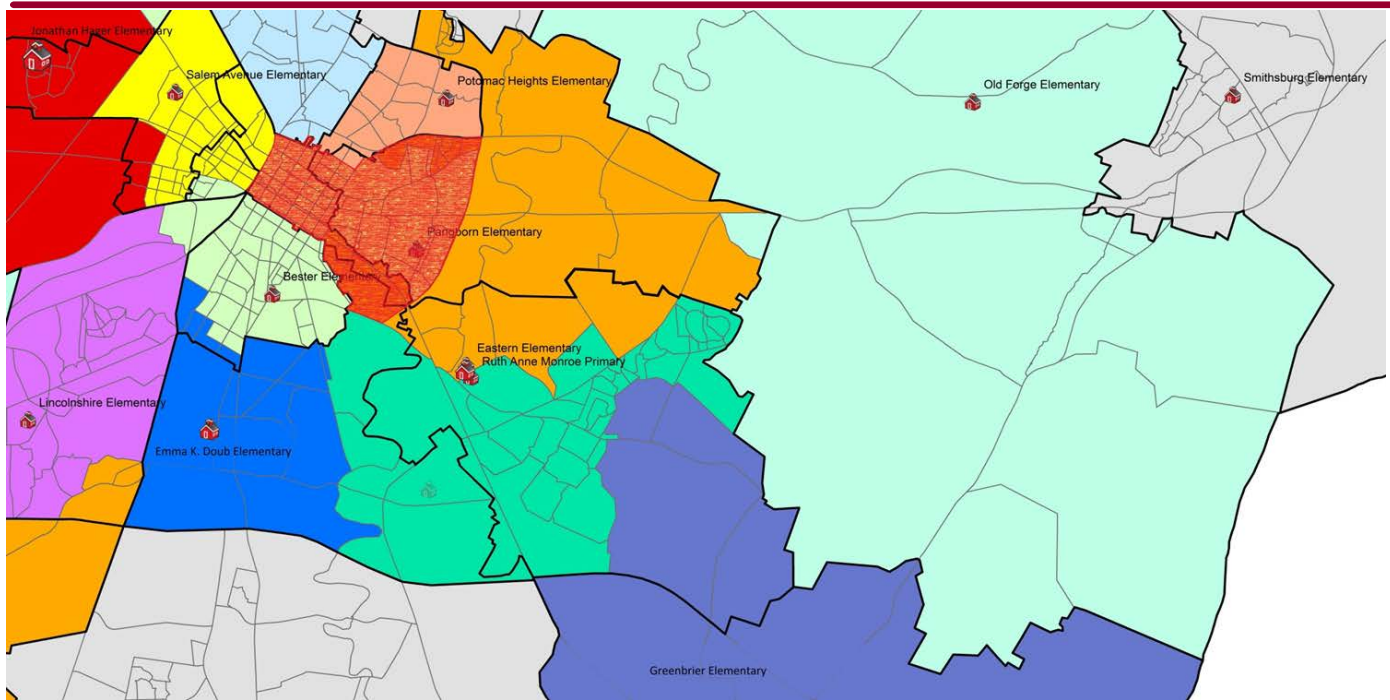 Jonathan Hager Elementary
Salem Avenue Elementary
Potomac Heights Elementary
Old Forge Elementary
Smithsburg Elementary
Pangborn Elementary
Bester Elementary
Eastern Elementary
Ruth Anne Monroe Primary
Lincolnshire Elementary
Emma K. Doub Elementary
Greenbrier Elementary